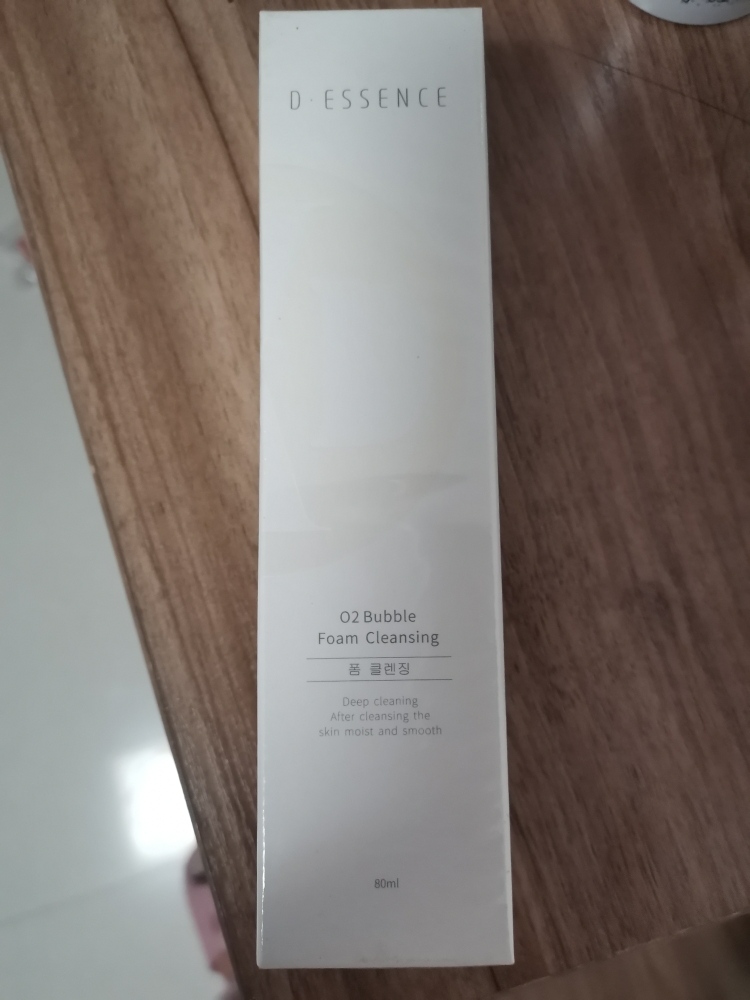 D·ESSENCE
O2 Bubble
Foam Cleansing
폼 클렌징
Deep cleaning
After cleansing the
skin moist and smooth
80ml